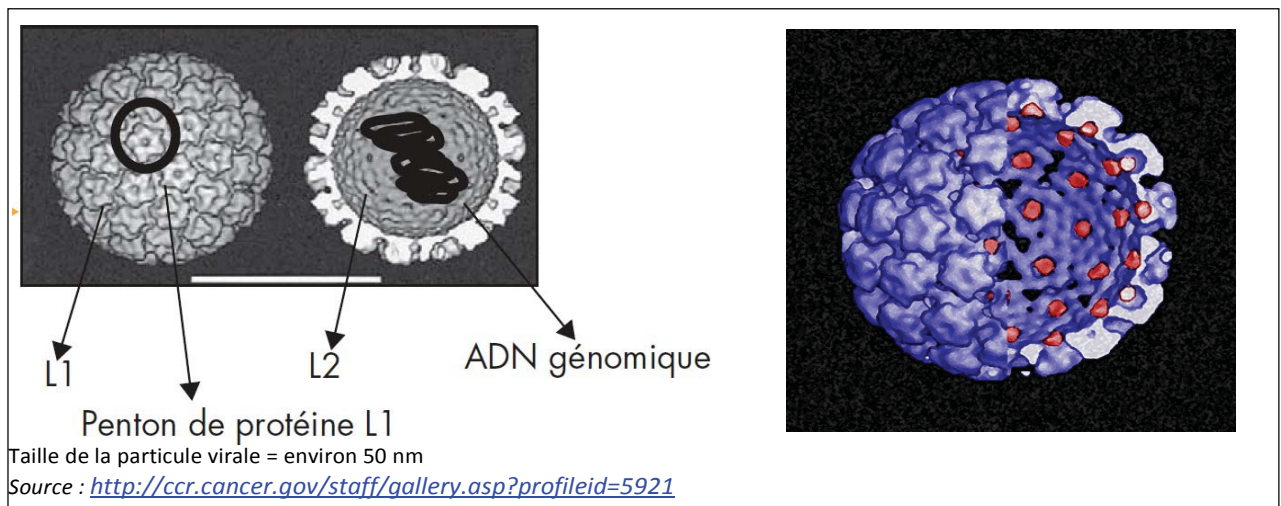 L1
L2
ADN génomique
Penton de protéine L1
Taille de la particule virale = environ 50 nm
Source : http://ccr.cancer.gov/staff/gallery.asp?profileid=5921